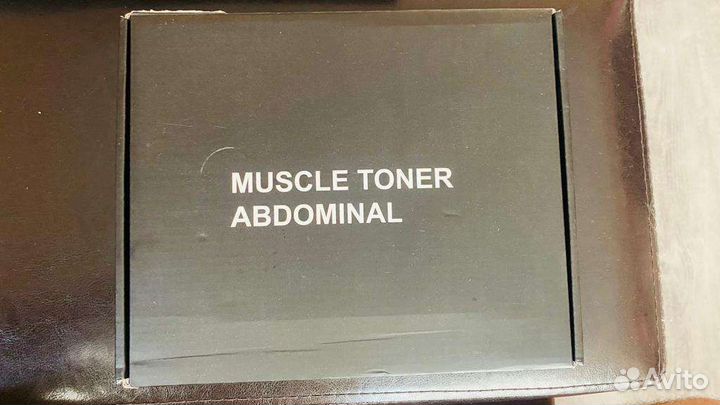 MUSCLE TONER
ABDOMINAL
Avito